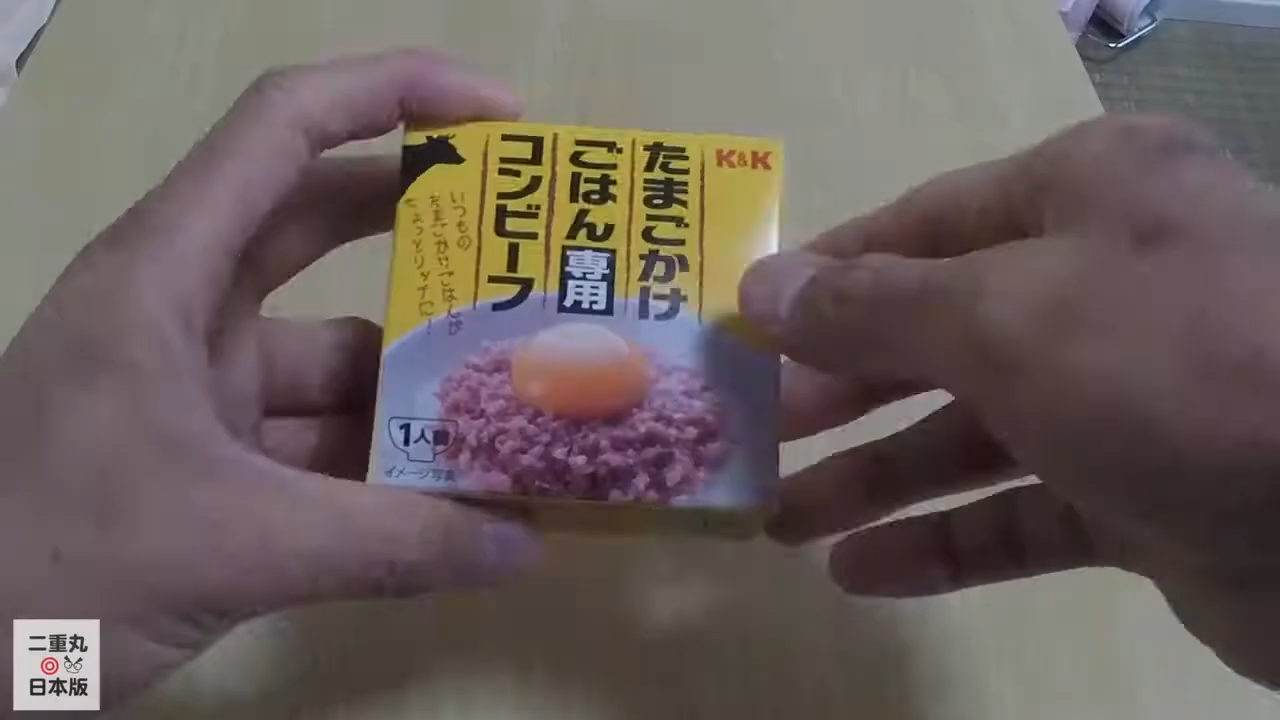 K&K
たまごかけ
ごはん専用
コンビーフ
いつもの
たまごかけごはんが
ちょっとリッチに!
1人前
イメージ写真
二重丸
日本版